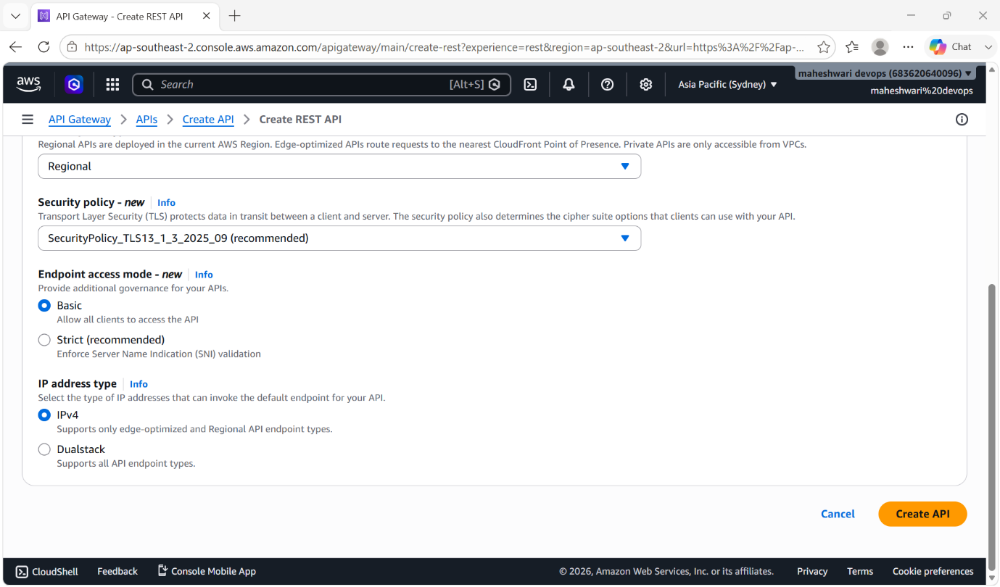 API Gateway - Create REST API
https://ap-southeast-2.console.aws.amazon.com/apigateway/main/create-rest?experience=rest&region=ap-southeast-2&url=https%3A%2F%2Fap-...
Chat
aws
Search
[Alt+S]
Asia Pacific (Sydney)
maheshwari devops (683620640096)
maheshwari%20devops
API Gateway
APIs
Create API
Create REST API
Regional APIs are deployed in the current AWS Region. Edge-optimized APIs route requests to the nearest CloudFront Point of Presence. Private APIs are only accessible from VPCs.
Regional
Security policy - new
Info
Transport Layer Security (TLS) protects data in transit between a client and server. The security policy also determines the cipher suite options that clients can use with your API.
SecurityPolicy_TLS13_1_3_2025_09 (recommended)
Endpoint access mode - new
Info
Provide additional governance for your APIs.
Basic
Allow all clients to access the API
Strict (recommended)
Enforce Server Name Indication (SNI) validation
IP address type
Info
Select the type of IP addresses that can invoke the default endpoint for your API.
IPv4
Supports only edge-optimized and Regional API endpoint types.
Dualstack
Supports all API endpoint types.
Cancel
Create API
CloudShell
Feedback
Console Mobile App
© 2026, Amazon Web Services, Inc. or its affiliates.
Privacy
Terms
Cookie preferences